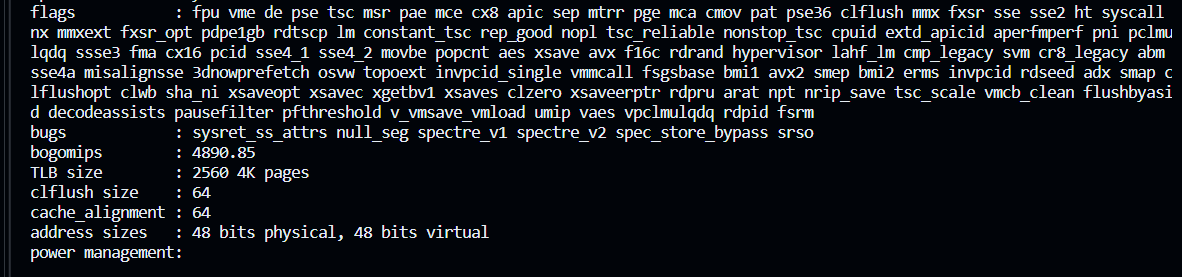 flags           : fpu vme de pse tsc msr pae mce cx8 apic sep mtrr pge mca cmov pat pse36 clflush mmx fxsr sse sse2 ht syscall
nx mmxext fxsr_opt pdpe1gb rdtscp lm constant_tsc rep_good nopl tsc_reliable nonstop_tsc cpuid extd_apicid aperfmperf pni pclmu
lqdq ssse3 fma cx16 pcid sse4_1 sse4_2 movbe popcnt aes xsave avx f16c rdrand hypervisor lahf_lm cmp_legacy svm cr8_legacy abm
sse4a misalignsse 3dnowprefetch osvw topoext invpcid_single vmmcall fsgsbase bmi1 avx2 smep bmi2 erms invpcid rdseed adx smap c
lflushopt clwb sha_ni xsaveopt xsavec xgetbv1 xsaves clzero xsaveerptr rdpru arat npt nrip_save tsc_scale vmcb_clean flushbyasi
d decodeassists pausefilter pfthreshold v_vmsave_vmload umip vaes vpclmulqdq rdpid fsrm
bugs            : sysret_ss_attrs null_seg spectre_v1 spectre_v2 spec_store_bypass srso
bogomips        : 4890.85
TLB size        : 2560 4K pages
clflush size    : 64
cache_alignment : 64
address sizes   : 48 bits physical, 48 bits virtual
power management: